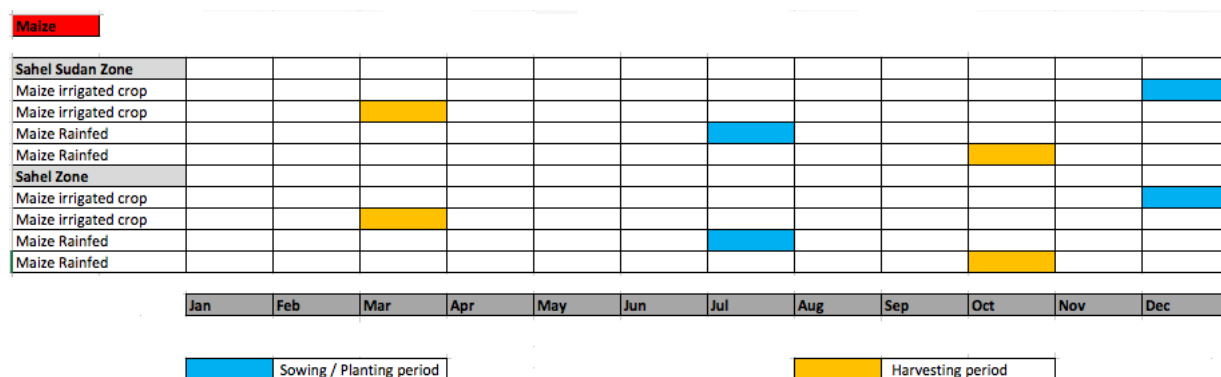 Maize
Sahel Sudan Zone
Maize irrigated crop
Maize irrigated crop
Maize Rainfed
Maize Rainfed
Sahel Zone
Maize irrigated crop
Maize irrigated crop
Maize Rainfed
Maize Rainfed
Jan Feb Mar Apr May Jun Jul Aug Sep Oct Nov Dec
Sowing / Planting period Harvesting period